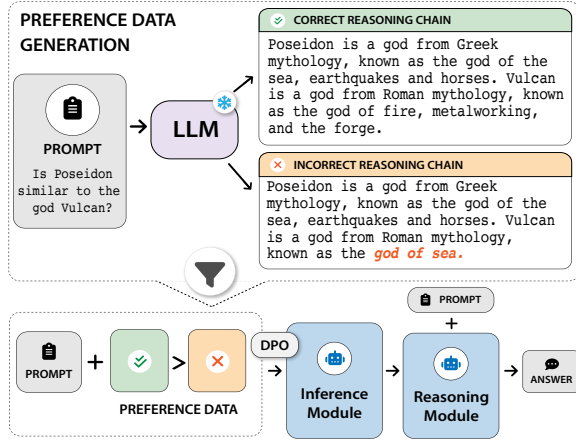 PREFERENCE DATA
GENERATION
PROMPT
Is Poseidon
similar to the
god Vulcan?
LLM
CORRECT REASONING CHAIN
Poseidon is a god from Greek
mythology, known as the god of the
sea, earthquakes and horses. Vulcan
is a god from Roman mythology, known
as the god of fire, metalworking,
and the forge.
INCORRECT REASONING CHAIN
Poseidon is a god from Greek
mythology, known as the god of the
sea, earthquakes and horses. Vulcan
is a god from Roman mythology,
known as the god of sea.
PROMPT
+
>
PREFERENCE DATA
DPO
Inference
Module
PROMPT
+
Reasoning
Module
ANSWER